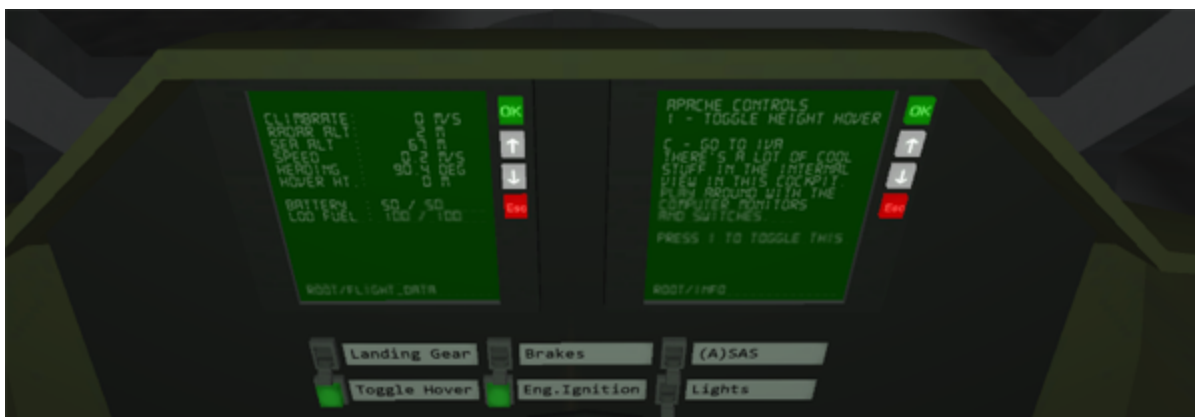 CLIMBRATE: 0 M/S
RADAR ALT: 2 M
SEA ALT : 67 M
SPEED : 0.2 M/S
HEADING : 90.4 DEG
HOVER HT.: 0 M
BATTERY : 50 / 50
LOD FUEL : 100 / 100
ROOT/FLIGHT_DATA
OK
↑
↓
Esc
APACHE CONTROLS
1 - TOGGLE HEIGHT HOVER
C - GO TO IVA
THERE'S A LOT OF COOL
STUFF IN THE INTERNAL
VIEW IN THIS COCKPIT.
PLAY AROUND WITH THE
COMPUTER MONITORS
AND SWITCHES
PRESS 1 TO TOGGLE THIS
ROOT/INFO
OK
↑
↓
Esc
Landing Gear
Brakes
(A)SAS
Toggle Hover
Eng.Ignition
Lights